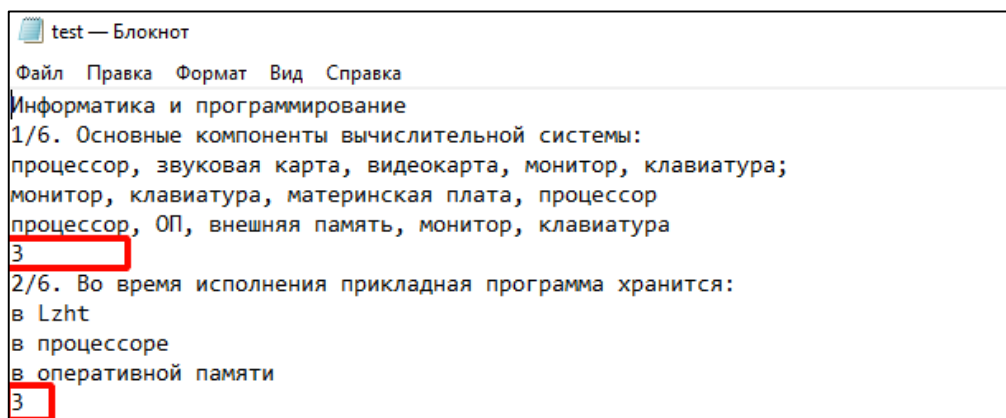 test — Блокнот
Файл Правка Формат Вид Справка
Информатика и программирование
1/6. Основные компоненты вычислительной системы:
процессор, звуковая карта, видеокарта, монитор, клавиатура;
монитор, клавиатура, материнская плата, процессор
процессор, ОП, внешняя память, монитор, клавиатура
3
2/6. Во время исполнения прикладная программа хранится:
в Lzht
в процессоре
в оперативной памяти
3